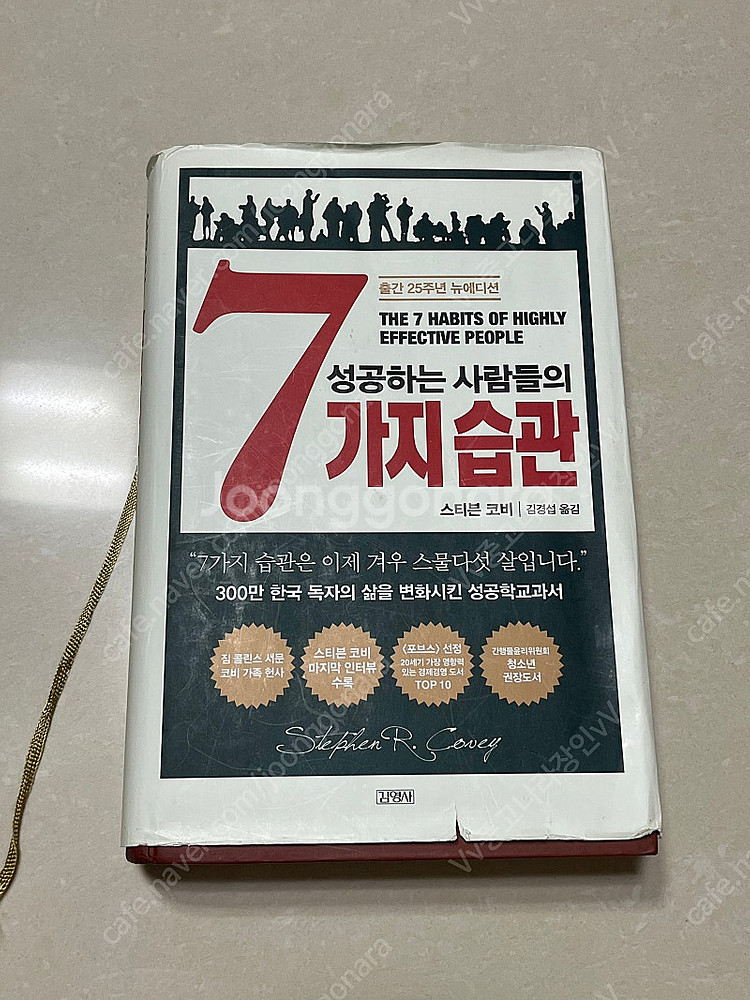 출간 25주년 뉴에디션
THE 7 HABITS OF HIGHLY
EFFECTIVE PEOPLE
성공하는 사람들의
7가지 습관
스티븐 코비 | 김경섭 옮김
“7가지 습관은 이제 겨우 스물다섯 살입니다.”
300만 한국 독자의 삶을 변화시킨 성공학교과서
짐 콜린스 서문
코비 가족 헌사
스티븐 코비
마지막 인터뷰
수록
〈포브스〉 선정
20세기 가장 영향력
있는 경제경영 도서
TOP 10
간행물윤리위원회
청소년
권장도서
Stephen R. Covey
김영사
Joonggonara
cafe.naver.com/joonggonara